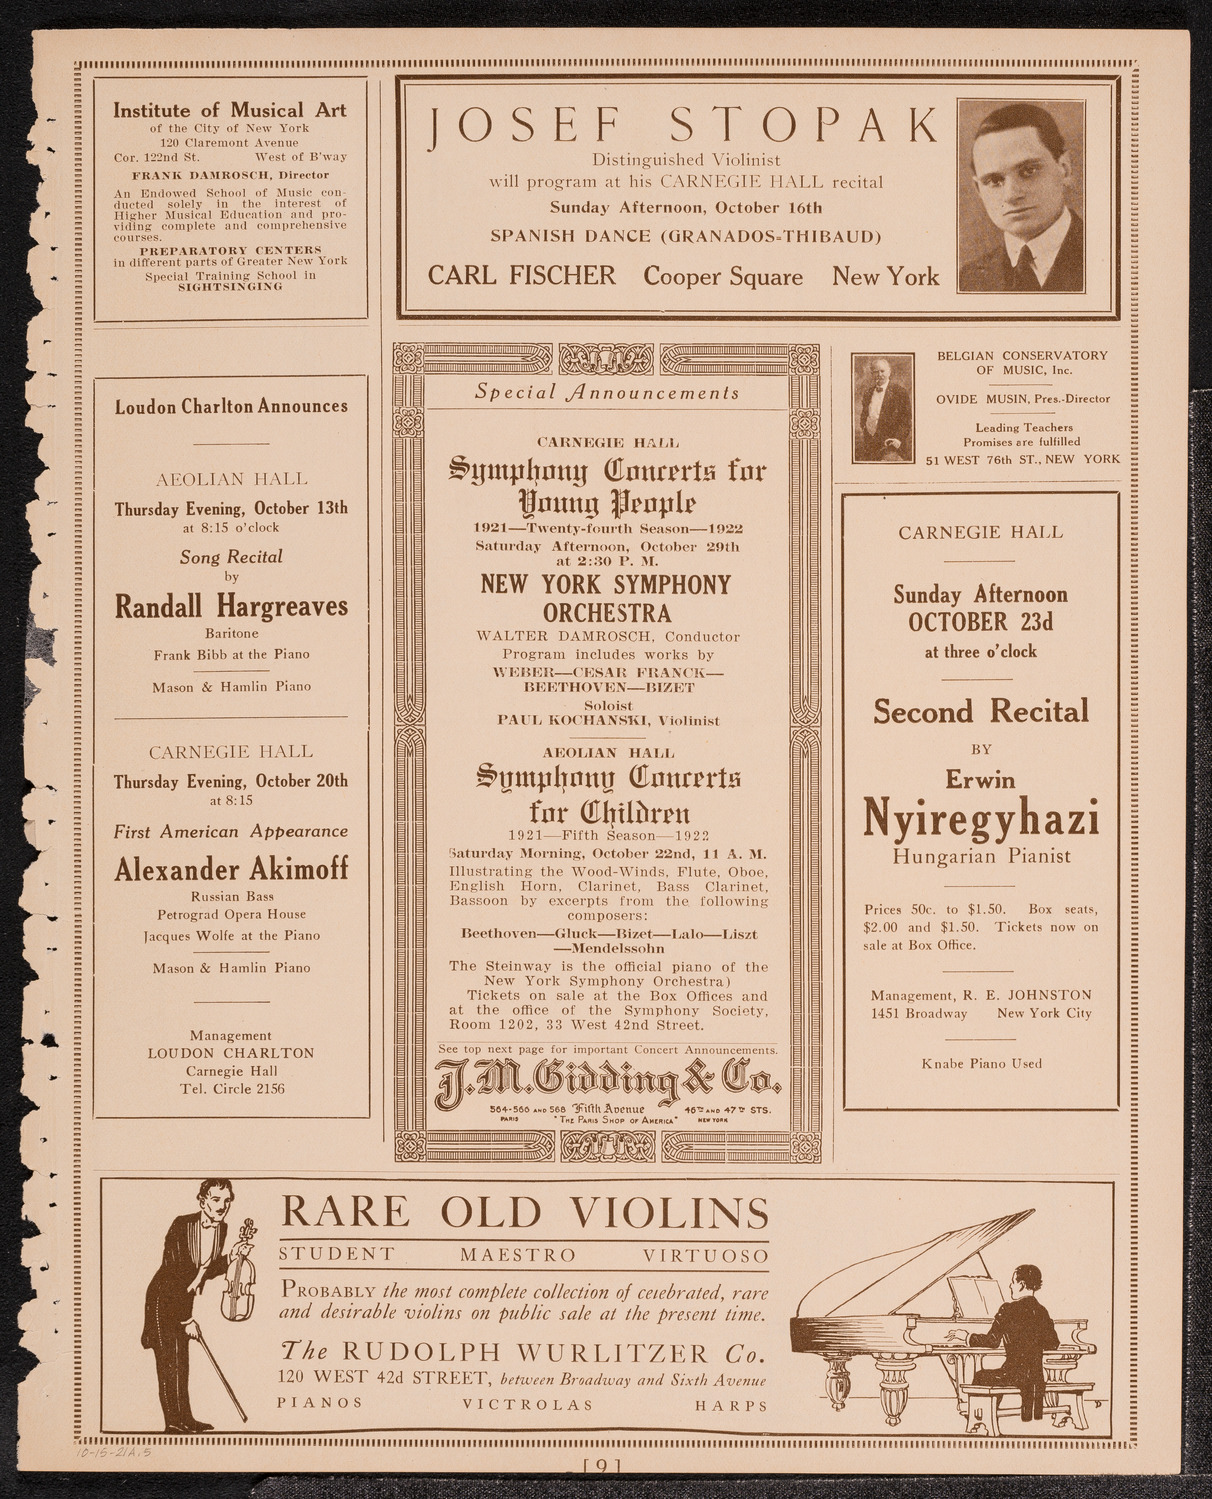 Institute of Musical Art
of the City of New York
120 Claremont Avenue
Cor. 122nd St. West of B'way
FRANK DAMROSCH, Director
An Endowed School of Music con-
ducted solely in the interest of
Higher Musical Education and pro-
viding complete and comprehensive
courses.
PREPARATORY CENTERS
in different parts of Greater New York
Special Training School in
SIGHTSINGING
JOSEF STOPAK
Distinguished Violinist
will program at his CARNEGIE HALL recital
Sunday Afternoon, October 16th
SPANISH DANCE (GRANADOS-THIBAUD)
CARL FISCHER Cooper Square New York
Loudon Charlton Announces
AEOLIAN HALL
Thursday Evening, October 13th
at 8:15 o'clock
Song Recital
by
Randall Hargreaves
Baritone
Frank Bibb at the Piano
Mason & Hamlin Piano
CARNEGIE HALL
Thursday Evening, October 20th
at 8:15
First American Appearance
Alexander Akimoff
Russian Bass
Petrograd Opera House
Jacques Wolfe at the Piano
Mason & Hamlin Piano
Management
LOUDON CHARLTON
Carnegie Hall
Tel. Circle 2156
Special Announcements
CARNEGIE HALL
Symphony Concerts for
Young People
1921—Twenty-fourth Season—1922
Saturday Afternoon, October 29th
at 2:30 P. M.
NEW YORK SYMPHONY
ORCHESTRA
WALTER DAMROSCH, Conductor
Program includes works by
WEBER—CESAR FRANCK—
BEETHOVEN—BIZET
Soloist
PAUL KOCHANSKI, Violinist
AEOLIAN HALL
Symphony Concerts
for Children
1921—Fifth Season—1922
Saturday Morning, October 22nd, 11 A. M.
Illustrating the Wood-Winds, Flute, Oboe,
English Horn, Clarinet, Bass Clarinet,
Bassoon by excerpts from the following
composers:
Beethoven—Gluck—Bizet—Lalo—Liszt
—Mendelssohn
The Steinway is the official piano of the
New York Symphony Orchestra)
Tickets on sale at the Box Offices and
at the office of the Symphony Society,
Room 1202, 33 West 42nd Street.
See top next page for important Concert Announcements.
J.M. Gidding & Co.
564-566 AND 568 Fifth Avenue 46TH AND 47TH STS.
PARIS "THE PARIS SHOP OF AMERICA" NEW YORK
BELGIAN CONSERVATORY
OF MUSIC, Inc.
OVIDE MUSIN, Pres.-Director
Leading Teachers
Promises are fulfilled
51 WEST 76th ST., NEW YORK
CARNEGIE HALL
Sunday Afternoon
OCTOBER 23d
at three o'clock
Second Recital
BY
Erwin
Nyiregyhazi
Hungarian Pianist
Prices 50c. to $1.50. Box seats,
$2.00 and $1.50. Tickets now on
sale at Box Office.
Management, R. E. JOHNSTON
1451 Broadway New York City
Knabe Piano Used
RARE OLD VIOLINS
STUDENT MAESTRO VIRTUOSO
PROBABLY the most complete collection of celebrated, rare
and desirable violins on public sale at the present time.
The RUDOLPH WURLITZER Co.
120 WEST 42d STREET, between Broadway and Sixth Avenue
PIANOS VICTROLAS HARPS
10-15-21A.5
[9]